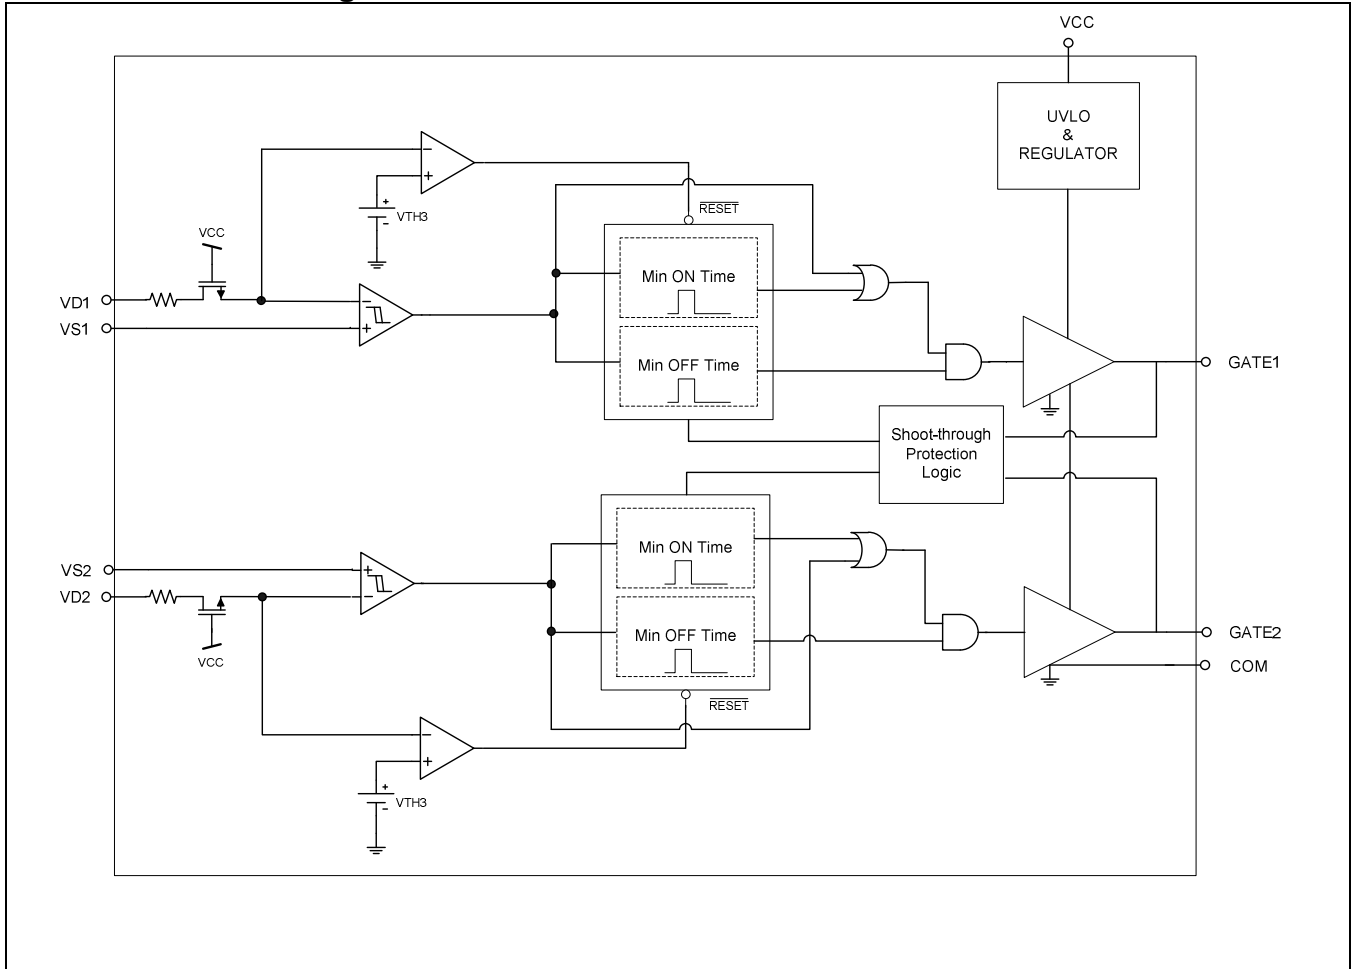 VCC
UVLO
&
REGULATOR
−
+
+
-
VTH3
RESET
VCC
Min ON Time
VD1
−
VS1
+
Min OFF Time
GATE1
Shoot-through
Protection
Logic
Min ON Time
VS2
+
VD2
−
Min OFF Time
GATE2
VCC
COM
RESET
−
+
+
-
VTH3